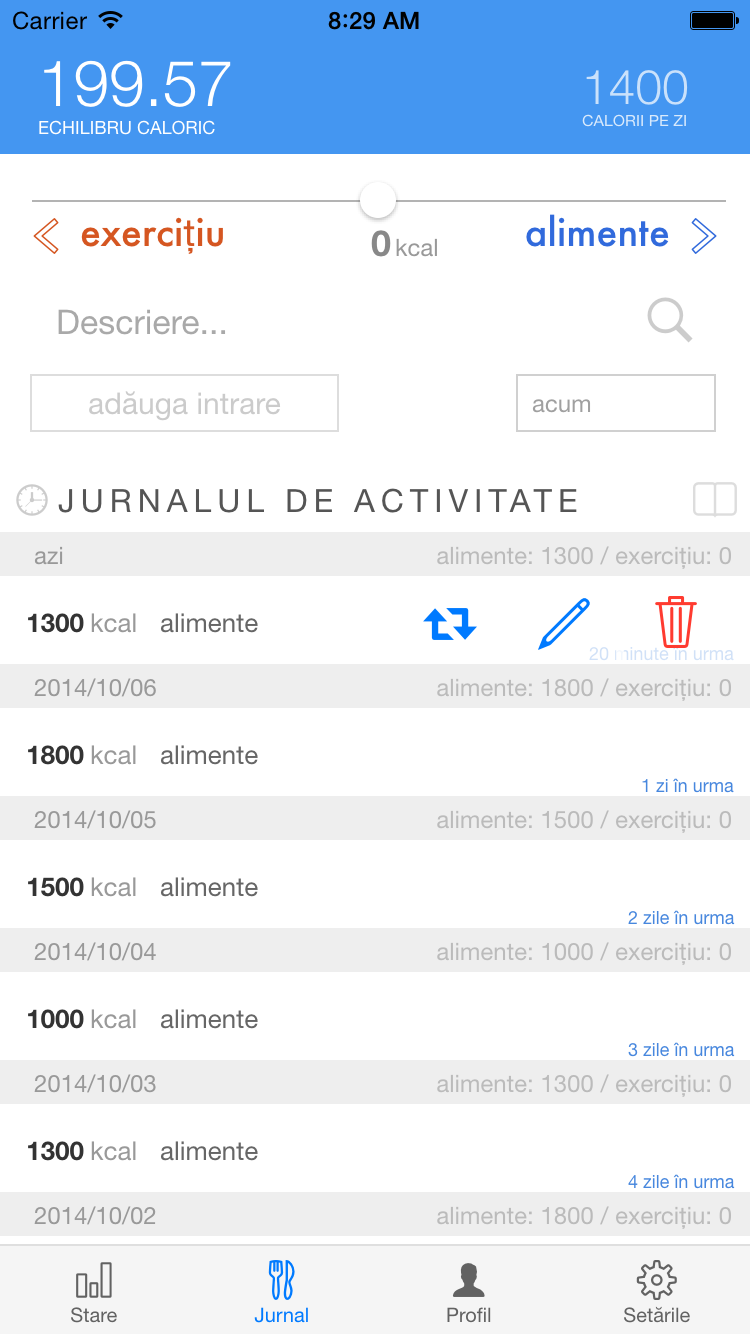 Carrier 8:29 AM
199.57 1400
ECHILIBRU CALORIC CALORII PE ZI
exercițiu alimente
0 kcal
Descriere...
adăuga intrare acum
JURNALUL DE ACTIVITATE
azi alimente: 1300 / exercițiu: 0
1300 kcal alimente
20 minute în urma
2014/10/06 alimente: 1800 / exercițiu: 0
1800 kcal alimente
1 zi în urma
2014/10/05 alimente: 1500 / exercițiu: 0
1500 kcal alimente
2 zile în urma
2014/10/04 alimente: 1000 / exercițiu: 0
1000 kcal alimente
3 zile în urma
2014/10/03 alimente: 1300 / exercițiu: 0
1300 kcal alimente
4 zile în urma
2014/10/02 alimente: 1800 / exercițiu: 0
Stare Jurnal Profil Setările